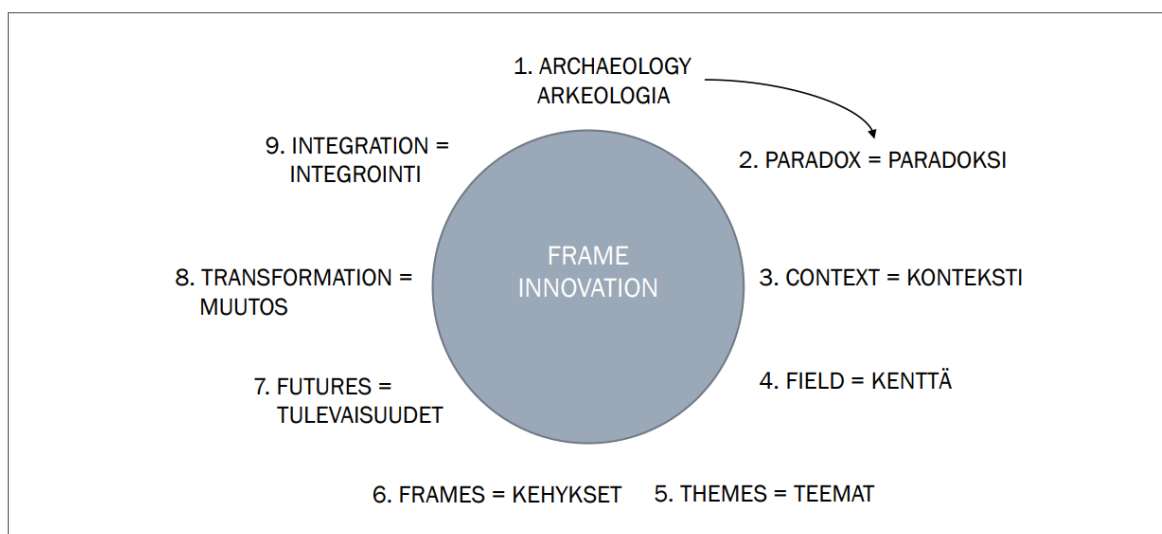 1. ARCHAEOLOGY
ARKEOLOGIA
2. PARADOX = PARADOKSI
3. CONTEXT = KONTEKSTI
4. FIELD = KENTTÄ
5. THEMES = TEEMAT
6. FRAMES = KEHYKSET
7. FUTURES =
TULEVAISUUDET
8. TRANSFORMATION =
MUUTOS
9. INTEGRATION =
INTEGROINTI
FRAME
INNOVATION